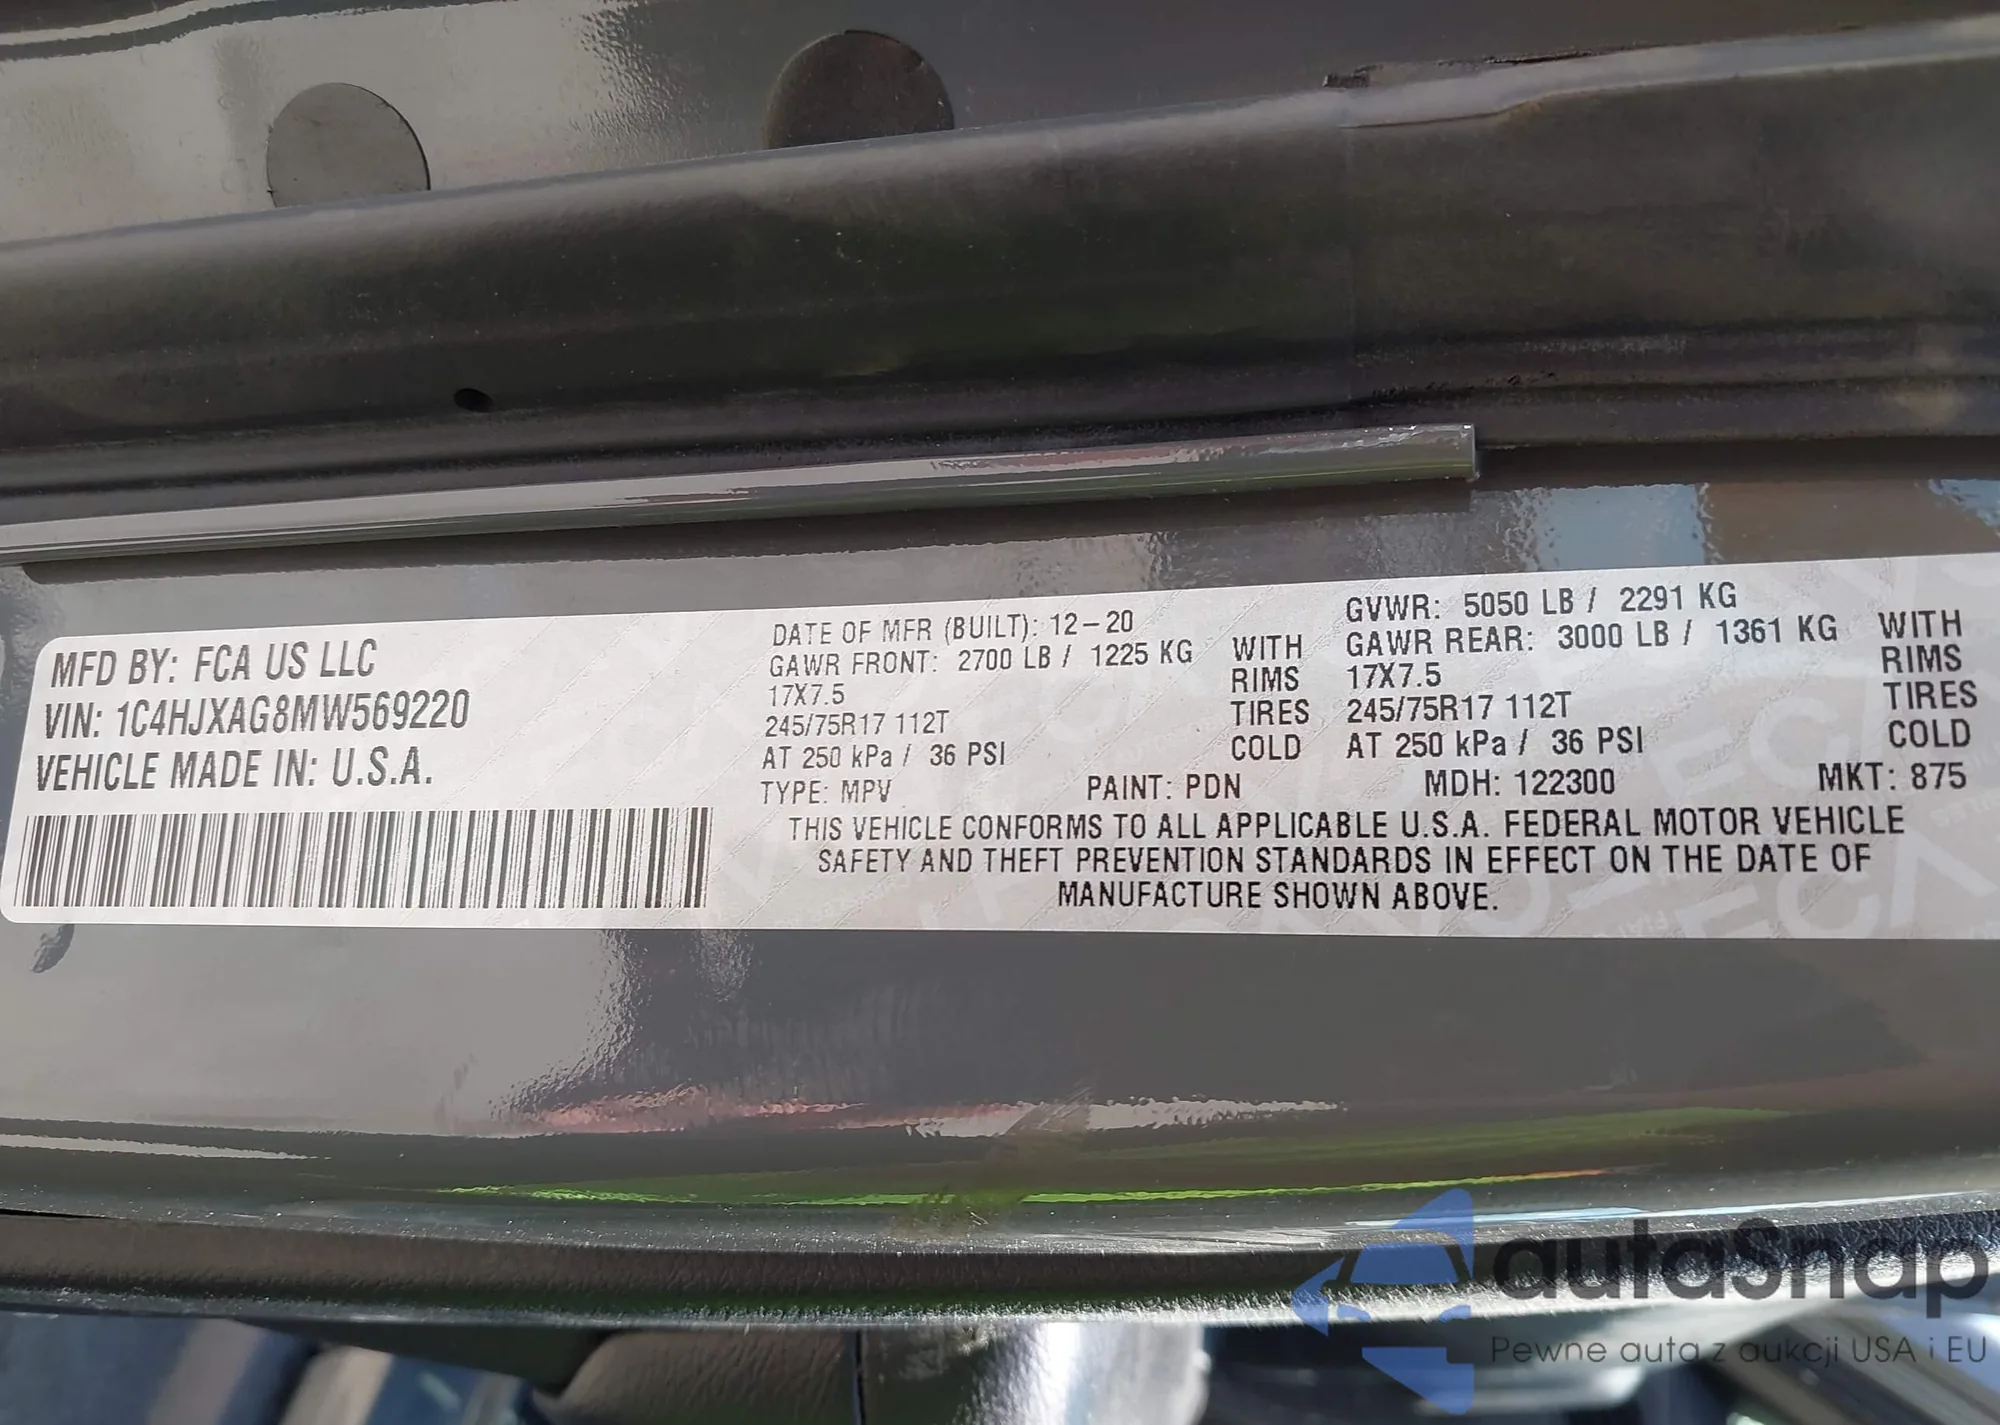 MFD BY: FCA US LLC
VIN: 1C4HJXAG8MW569220
VEHICLE MADE IN: U.S.A.
DATE OF MFR (BUILT): 12-20
GAWR FRONT: 2700 LB / 1225 KG WITH
17X7.5 RIMS
245/75R17 112T TIRES
AT 250 kPa / 36 PSI COLD
GVWR: 5050 LB / 2291 KG
GAWR REAR: 3000 LB / 1361 KG WITH
17X7.5 RIMS
245/75R17 112T TIRES
AT 250 kPa / 36 PSI COLD
TYPE: MPV PAINT: PDN MDH: 122300 MKT: 875
THIS VEHICLE CONFORMS TO ALL APPLICABLE U.S.A. FEDERAL MOTOR VEHICLE
SAFETY AND THEFT PREVENTION STANDARDS IN EFFECT ON THE DATE OF
MANUFACTURE SHOWN ABOVE.
autaSnap
Pewne auta z aukcji USA i EU